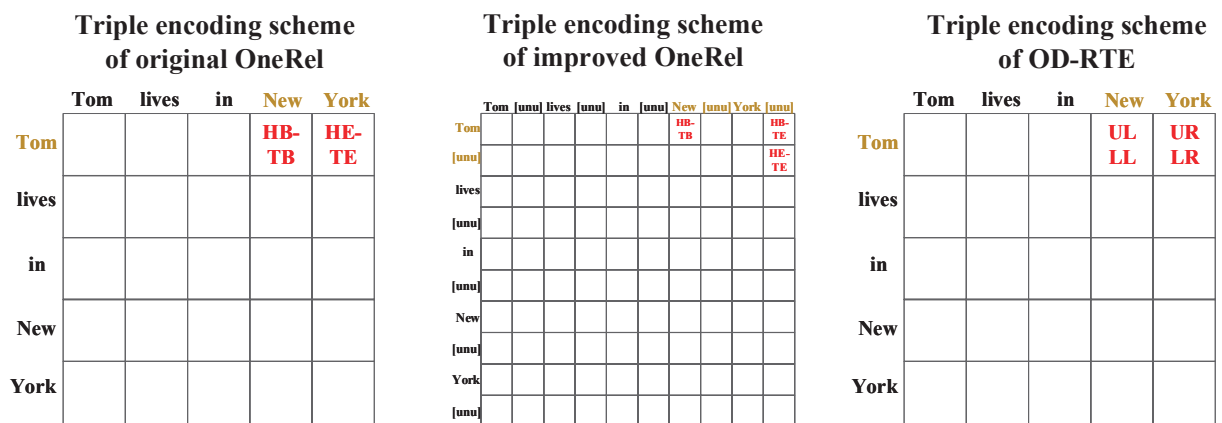 Triple encoding scheme
of original OneRel
Tom lives in New York
Tom HB- HE-
TB TE
lives
in
New
York
Triple encoding scheme
of improved OneRel
Tom [unu] lives [unu] in [unu] New [unu] York [unu]
Tom HB- HB-
TB TE
[unu] HE-
TE
lives
[unu]
in
[unu]
New
[unu]
York
[unu]
Triple encoding scheme
of OD-RTE
Tom lives in New York
Tom UL UR
LL LR
lives
in
New
York